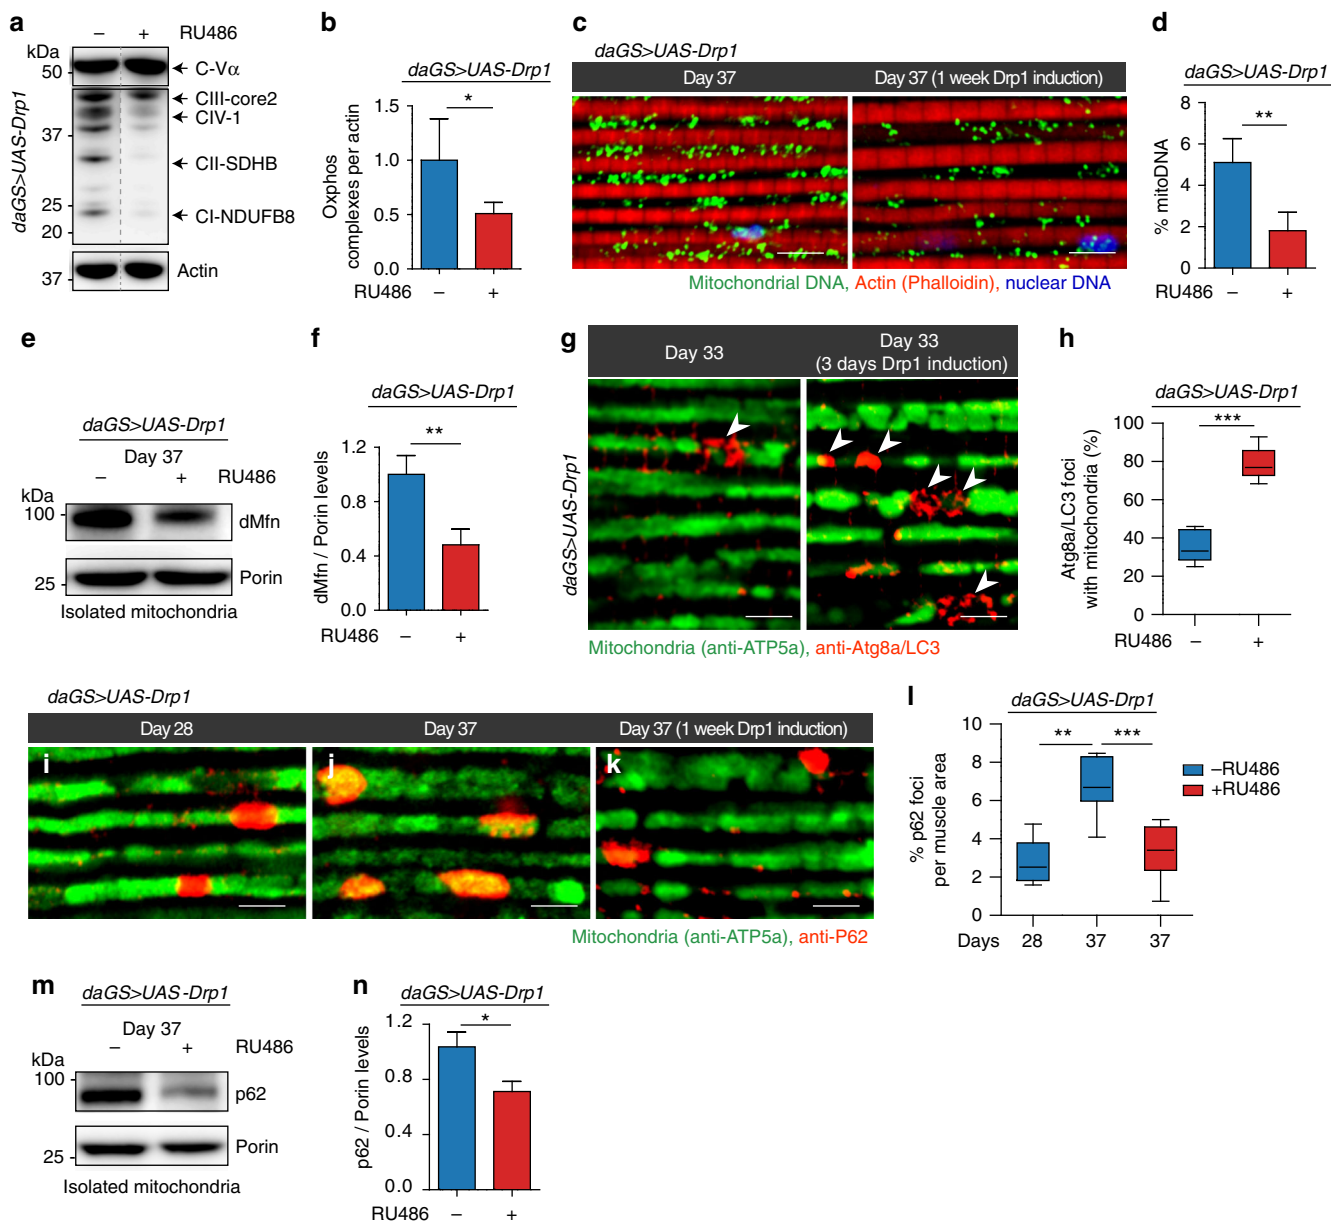 a
– + RU486
kDa
50
C-Vα
daGS>UAS-Drp1
CIII-core2
CIV-1
37
CII-SDHB
25
CI-NDUFB8
20
37
Actin
b
daGS>UAS-Drp1
*
Oxphos
complexes per actin
1.5
1.0
0.5
0.0
RU486 – +
c
daGS>UAS-Drp1
Day 37
Day 37 (1 week Drp1 induction)
Mitochondrial DNA, Actin (Phalloidin), nuclear DNA
d
daGS>UAS-Drp1
**
% mitoDNA
8
6
4
2
0
RU486 – +
e
daGS>UAS-Drp1
Day 37
– + RU486
kDa
100
dMfn
25
Porin
Isolated mitochondria
f
daGS>UAS-Drp1
**
dMfn / Porin levels
1.2
0.8
0.4
0.0
RU486 – +
g
Day 33
Day 33
(3 days Drp1 induction)
daGS>UAS-Drp1
Mitochondria (anti-ATP5a), anti-Atg8a/LC3
h
daGS>UAS-Drp1
***
Atg8a/LC3 foci
with mitochondria (%)
100
80
60
40
20
0
RU486 – +
daGS>UAS-Drp1
Day 28
Day 37
Day 37 (1 week Drp1 induction)
i
j
k
Mitochondria (anti-ATP5a), anti-P62
l
daGS>UAS-Drp1
** ***
% p62 foci
per muscle area
10
8
6
4
2
0
Days 28 37 37
–RU486
+RU486
m
daGS>UAS-Drp1
Day 37
– + RU486
kDa
100
p62
25
Porin
Isolated mitochondria
n
daGS>UAS-Drp1
*
p62 / Porin levels
1.2
0.8
0.4
0.0
RU486 – +